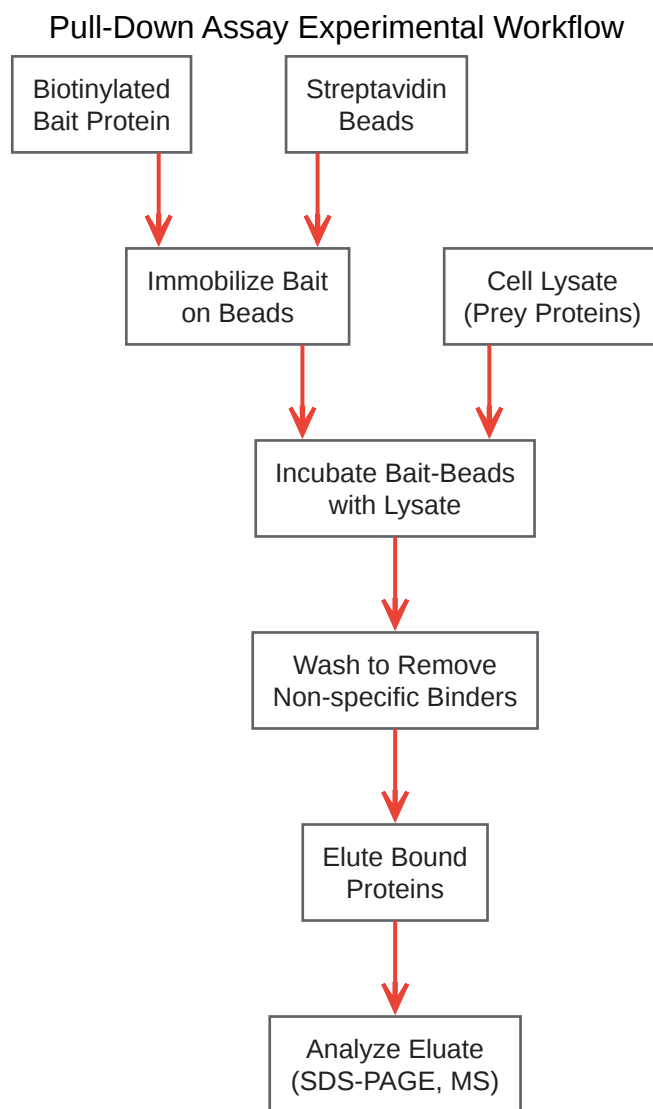 Pull-Down Assay Experimental Workflow
Biotinylated
Bait Protein
Streptavidin
Beads
Immobilize Bait
on Beads
Cell Lysate
(Prey Proteins)
Incubate Bait-Beads
with Lysate
Wash to Remove
Non-specific Binders
Elute Bound
Proteins
Analyze Eluate
(SDS-PAGE, MS)